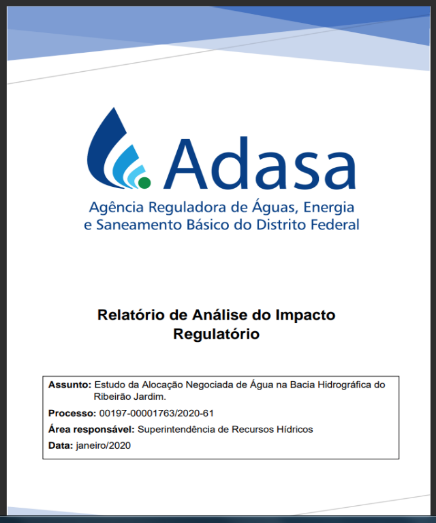 Adasa
Agência Reguladora de Águas, Energia
e Saneamento Básico do Distrito Federal
Relatório de Análise do Impacto
Regulatório
Assunto: Estudo da Alocação Negociada de Água na Bacia Hidrográfica do
Ribeirão Jardim.
Processo: 00197-00001763/2020-61
Área responsável: Superintendência de Recursos Hídricos
Data: janeiro/2020